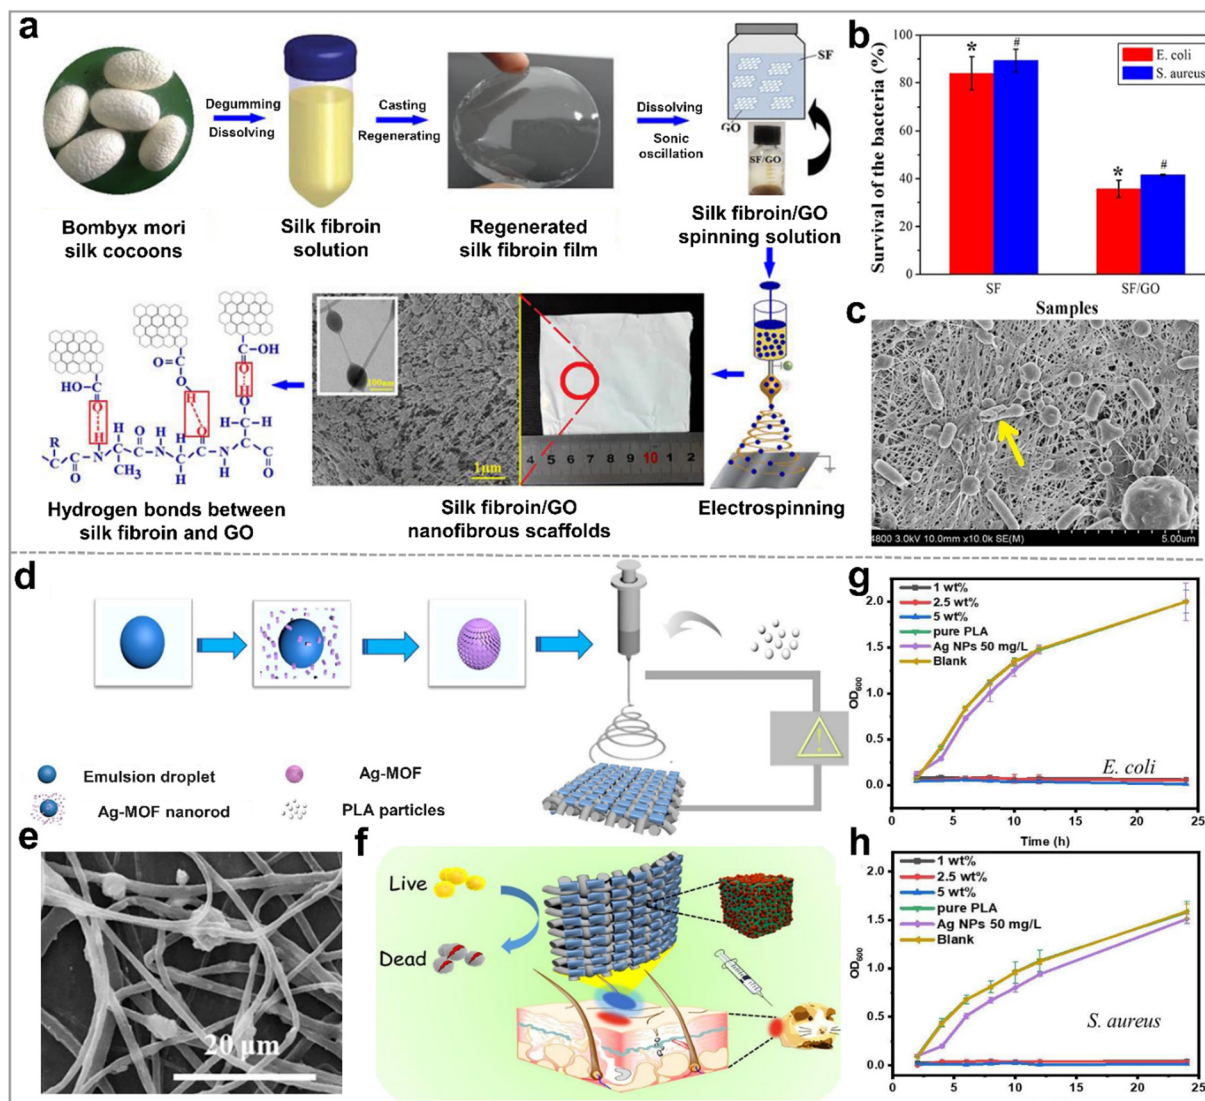 a
Degumming
Dissolving
Casting
Regenerating
Dissolving
Sonic
oscillation
SF
GO
SF/GO
Bombyx mori
silk cocoons
Silk fibroin
solution
Regenerated
silk fibroin film
Silk fibroin/GO
spinning solution
HO
C
O
H
O
C
O
H
C
OH
O
H
O
R
C
O
N
H
CH3
C
O
N
H
H
H
C
O
N
H
H
H
C
O
100nm
1μm
4 5 6 7 8 9 10 1 2
Hydrogen bonds between
silk fibroin and GO
Silk fibroin/GO
nanofibrous scaffolds
Electrospinning
b
Survival of the bacteria (%)
100
80
60
40
20
0
* # * #
E. coli
S. aureus
SF SF/GO
Samples
c
4800 3.0kV 10.0mm x10.0k SE(M) 5.00um
d
Emulsion droplet
Ag-MOF
Ag-MOF nanorod
PLA particles
!
e
20 μm
f
Live
Dead
g
OD600
2.0
1.5
1.0
0.5
0.0
1 wt%
2.5 wt%
5 wt%
pure PLA
Ag NPs 50 mg/L
Blank
E. coli
0 5 10 15 20 25
Time (h)
h
OD600
2.0
1.5
1.0
0.5
0.0
1 wt%
2.5 wt%
5 wt%
pure PLA
Ag NPs 50 mg/L
Blank
S. aureus
0 5 10 15 20 25